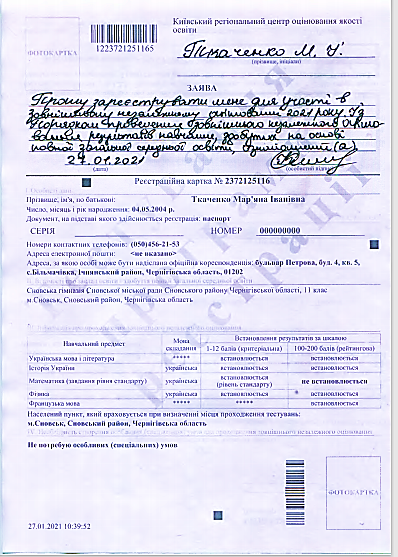 Київський регіональний центр оцінювання якості
освіти
ФОТОКАРТКА
1223721251165
Ткаченко М. І.
(прізвище, ініціали)
ЗАЯВА
Прошу зареєструвати мене для участі в
зовнішньому незалежному оцінюванні 2021 року. Із
Порядком проведення зовнішнього незалежного оціню-
вання результатів навчання, здобутих на основі
повної загальної середньої освіти, ознайомлений(а).
27.01.2021
(дата)
(особистий підпис)
Реєстраційна картка № 2372125116
Прізвище, ім'я, по батькові: Ткаченко Мар'яна Іванівна
Число, місяць і рік народження: 04.05.2004 р.
Документ, на підставі якого здійснюється реєстрація: паспорт
СЕРІЯ НОМЕР 000000000
Номери контактних телефонів: (050)456-21-53
Адреса електронної пошти: <не вказано>
Адреса, за якою особі може бути надіслана офіційна кореспонденція: бульвар Петрова, буд. 4, кв. 5,
с.Більмачівка, Ічнянський район, Чернігівська область, 01202
Сновська гімназія Сновської міської ради Сновського району Чернігівської області, 11 клас
м.Сновськ, Сновський район, Чернігівська область
Навчальний предмет Мова складання Встановлення результатів за шкалою
1-12 балів (критеріальна) 100-200 балів (рейтингова)
Українська мова і література ***** встановлюється встановлюється
Історія України українська встановлюється встановлюється
Математика (завдання рівня стандарту) українська встановлюється (рівень стандарту) не встановлюється
Фізика українська встановлюється встановлюється
Французька мова ***** ***** встановлюється
Населений пункт, який враховується при визначенні місця проходження тестувань:
м.Сновськ, Сновський район, Чернігівська область
Не потребую особливих (спеціальних) умов
ФОТОКАРТКА
27.01.2021 10:39:52